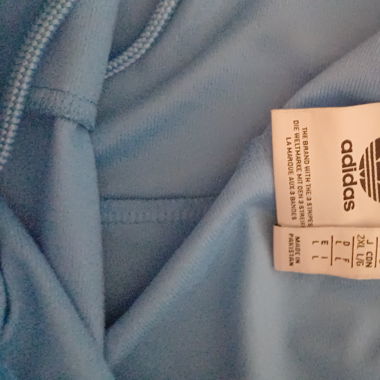 adidas
THE BRAND WITH THE 3 STRIPES
DIE WELTMARKE MIT DEN 3 STREIFEN
LA MARQUE AUX 3 BANDES
J CDN
2XL L/G
D F
L L
E I
L L
MADE IN
PAKISTAN